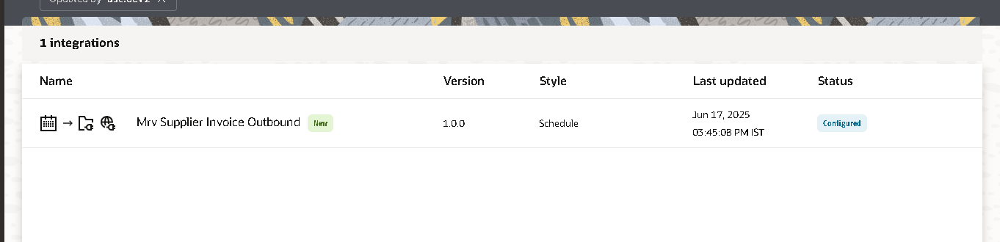 Updated by
1 integrations
Name Version Style Last updated Status
Mrv Supplier Invoice Outbound New 1.0.0 Schedule Jun 17, 2025 Configured
03:45:08 PM IST